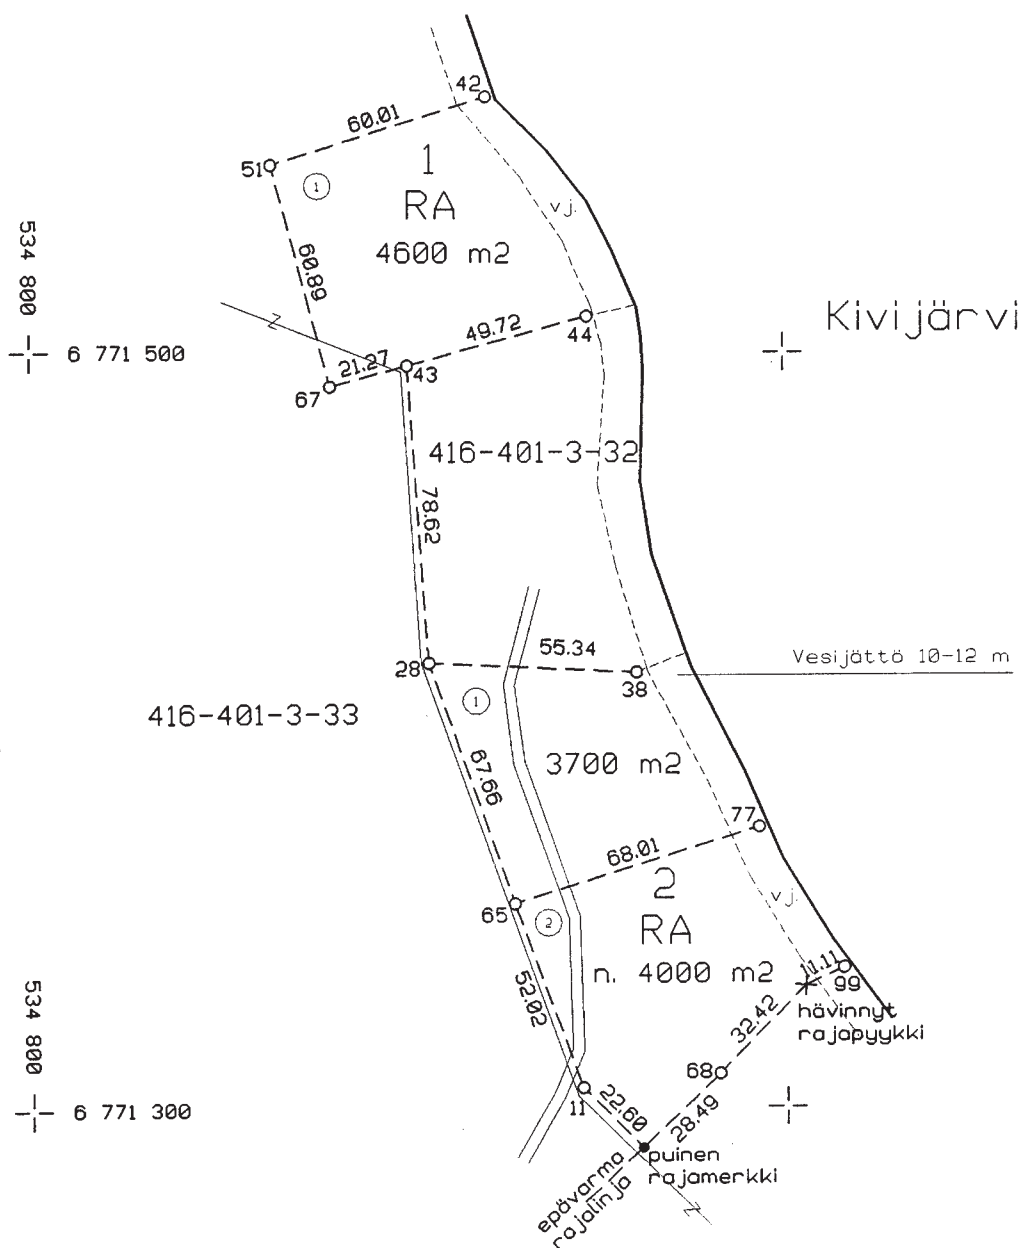 42
60.01
51
1
1
RA
4600 m2
v.j.
60.89
534 800
Kivijärvi
49.72
44
6 771 500
21.27
43
67
416-401-3-32
78.62
55.34
28
38
Vesijättö 10-12 m
1
416-401-3-33
67.66
3700 m2
77
68.01
2
65
2
RA
v.j.
n. 4000 m2
11.11
99
52.02
hävinnyt
rajapyykki
32.42
534 800
68
6 771 300
11
22.60
28.49
puinen
rajamerkki
epävarma
rajalinja